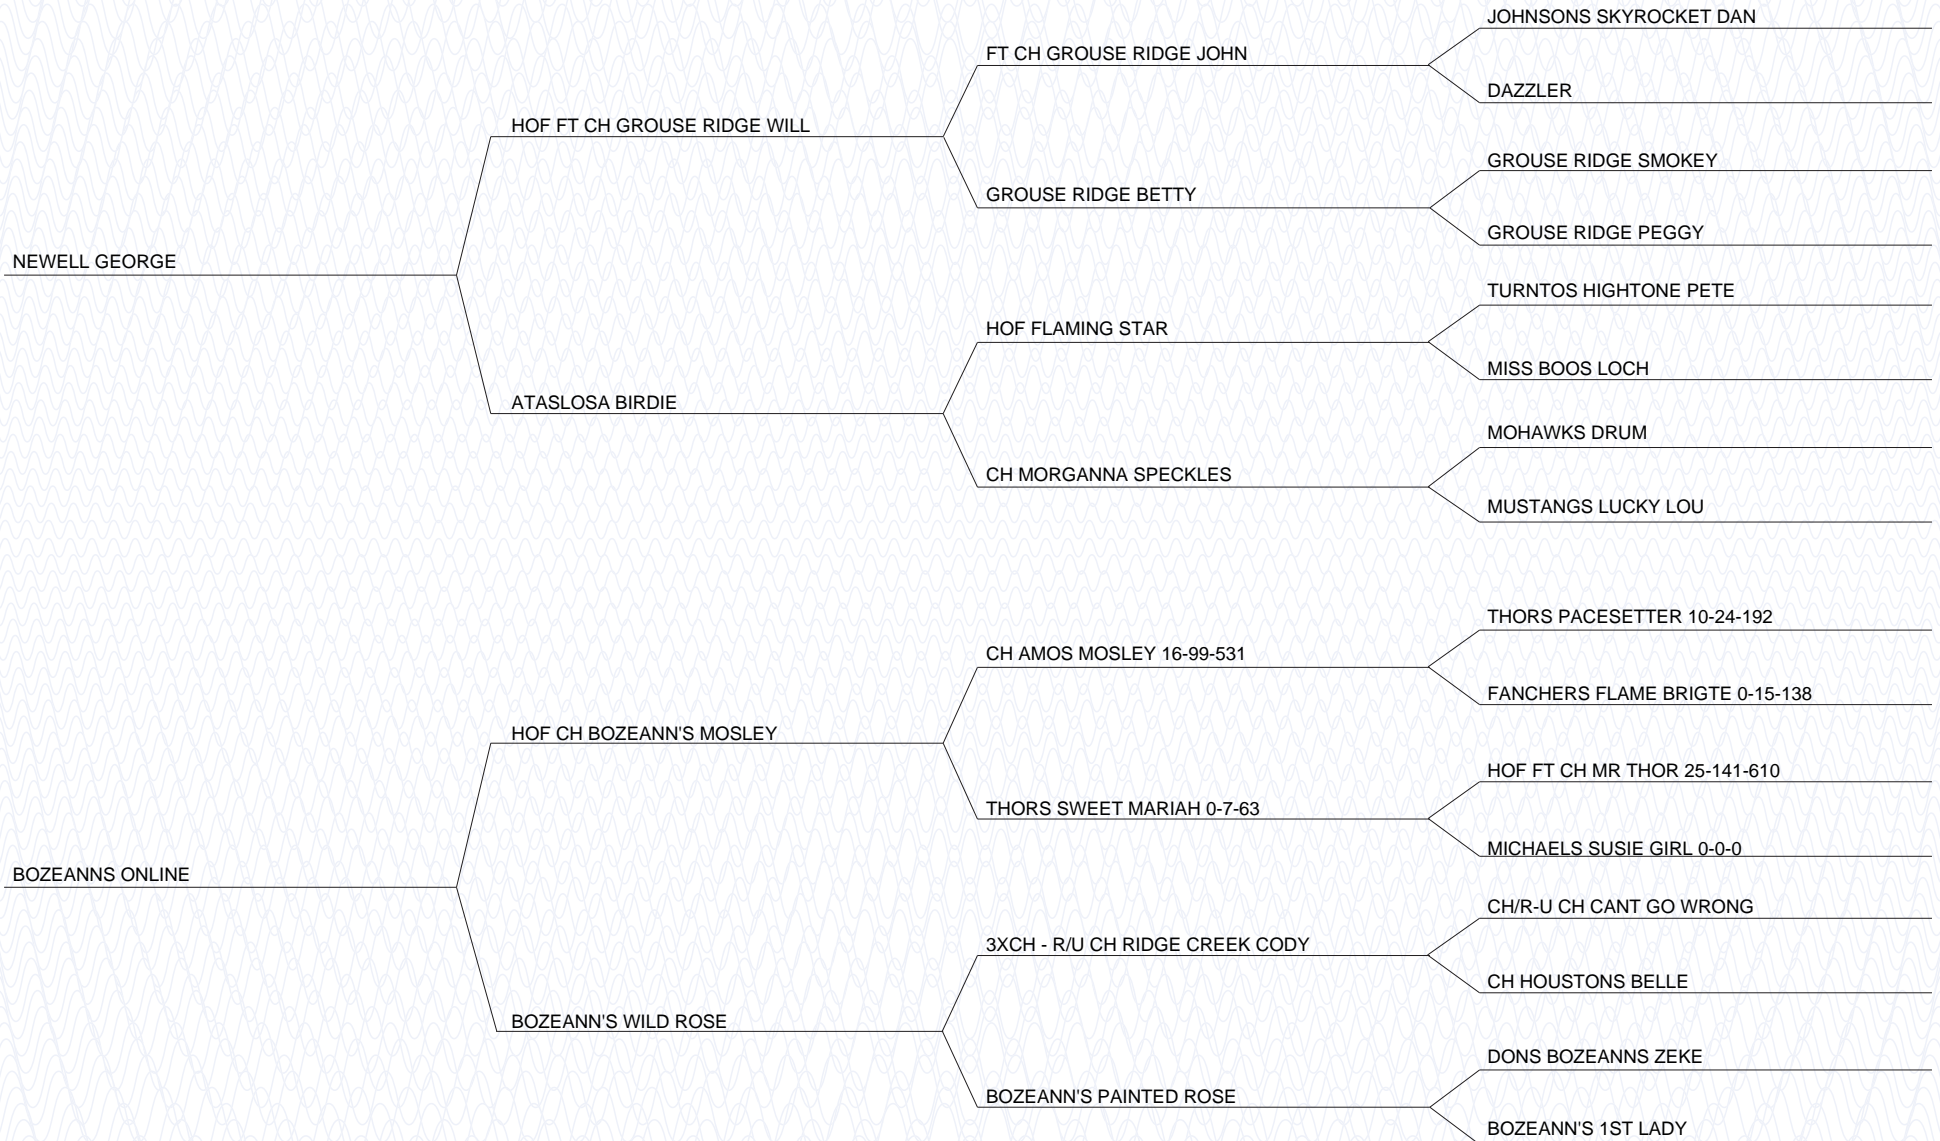 JOHNSONS SKYROCKET DAN
FT CH GROUSE RIDGE JOHN
DAZZLER
HOF FT CH GROUSE RIDGE WILL
GROUSE RIDGE SMOKEY
GROUSE RIDGE BETTY
GROUSE RIDGE PEGGY
NEWELL GEORGE
TURNTOS HIGHTONE PETE
HOF FLAMING STAR
MISS BOOS LOCH
ATASLOSA BIRDIE
MOHAWKS DRUM
CH MORGANNA SPECKLES
MUSTANGS LUCKY LOU
THORS PACESETTER 10-24-192
CH AMOS MOSLEY 16-99-531
FANCHERS FLAME BRIGTE 0-15-138
HOF CH BOZEANN'S MOSLEY
HOF FT CH MR THOR 25-141-610
THORS SWEET MARIAH 0-7-63
MICHAELS SUSIE GIRL 0-0-0
BOZEANNS ONLINE
CH/R-U CH CANT GO WRONG
3XCH - R/U CH RIDGE CREEK CODY
CH HOUSTONS BELLE
BOZEANN'S WILD ROSE
DONS BOZEANNS ZEKE
BOZEANN'S PAINTED ROSE
BOZEANN'S 1ST LADY